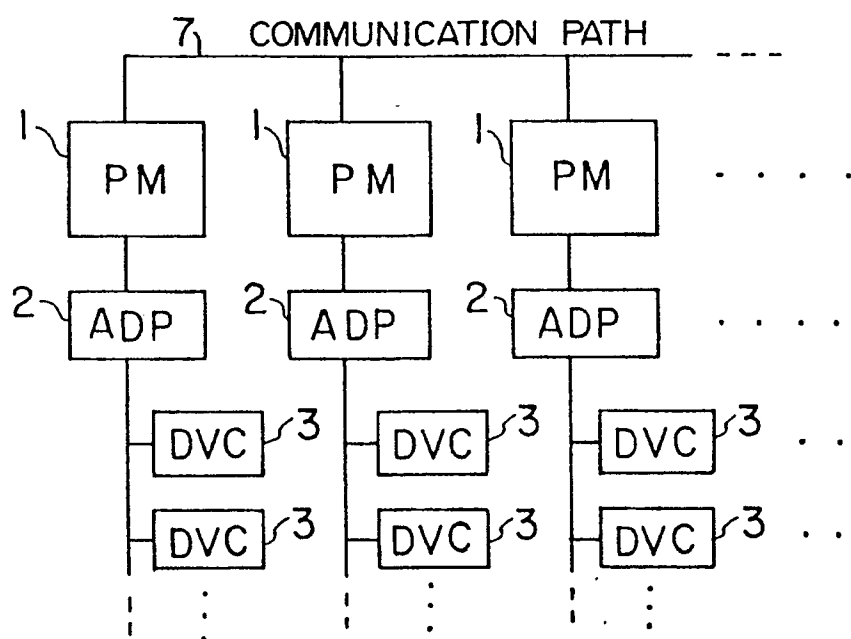 7 COMMUNICATION PATH
1 PM 1 PM 1 PM
2 ADP 2 ADP 2 ADP
DVC 3 DVC 3 DVC 3
DVC 3 DVC 3 DVC 3